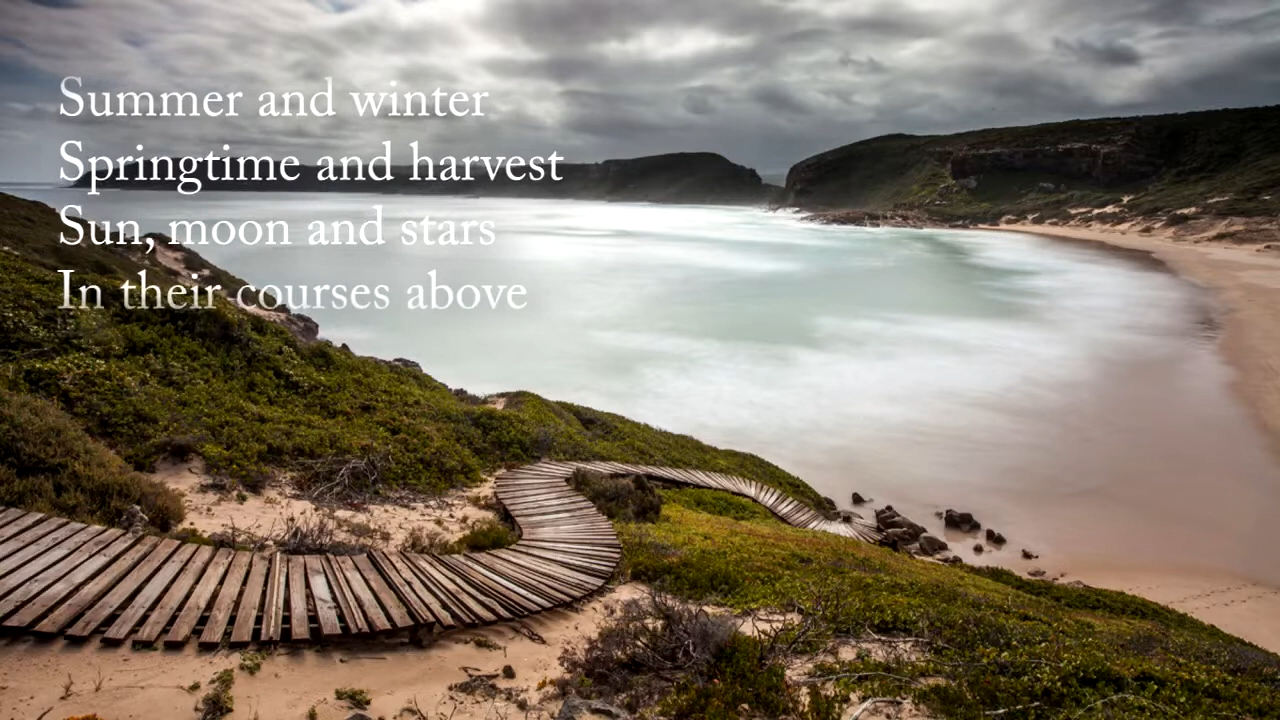 Summer and winter
Springtime and harvest
Sun, moon and stars
In their courses above